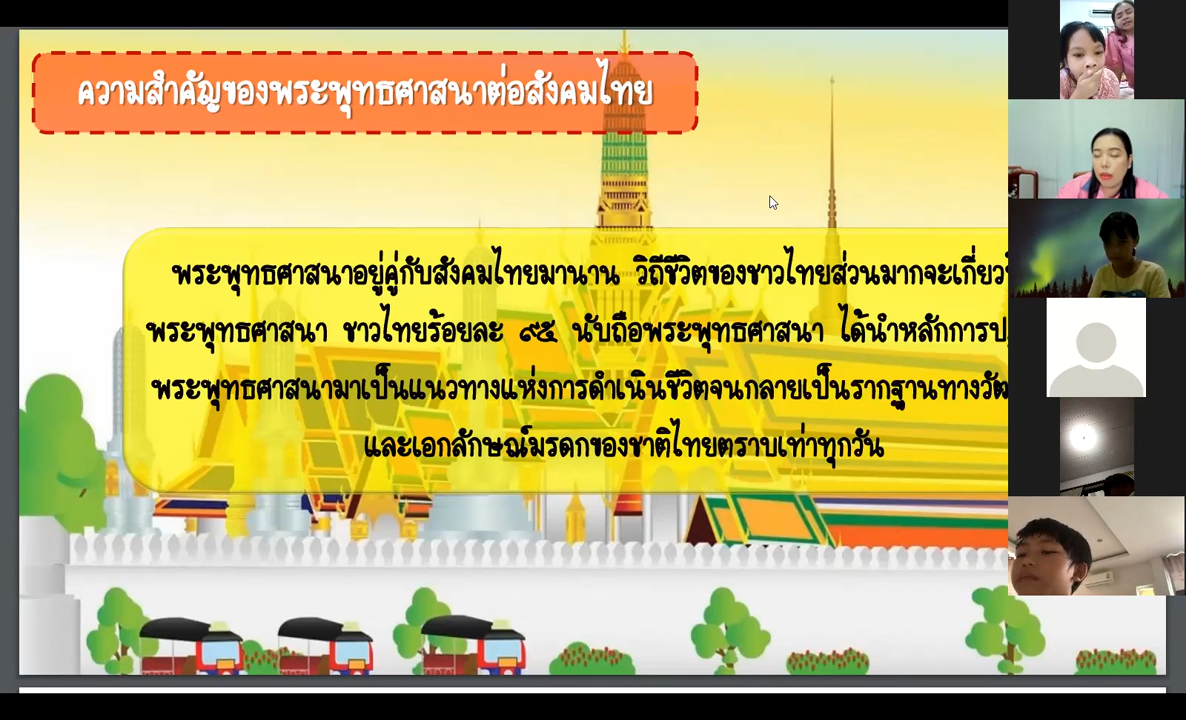 ความสำคัญของพระพุทธศาสนาต่อสังคมไทย
พระพุทธศาสนาอยู่คู่กับสังคมไทยมานาน วิถีชีวิตของชาวไทยส่วนมากจะเกี่ยว
พระพุทธศาสนา ชาวไทยร้อยละ ๙๕ นับถือพระพุทธศาสนา ได้นำหลักการ
พระพุทธศาสนามาเป็นแนวทางแห่งการดำเนินชีวิตจนกลายเป็นรากฐานทาง
และเอกลักษณ์มรดกของชาติไทยตราบเท่าทุกวัน